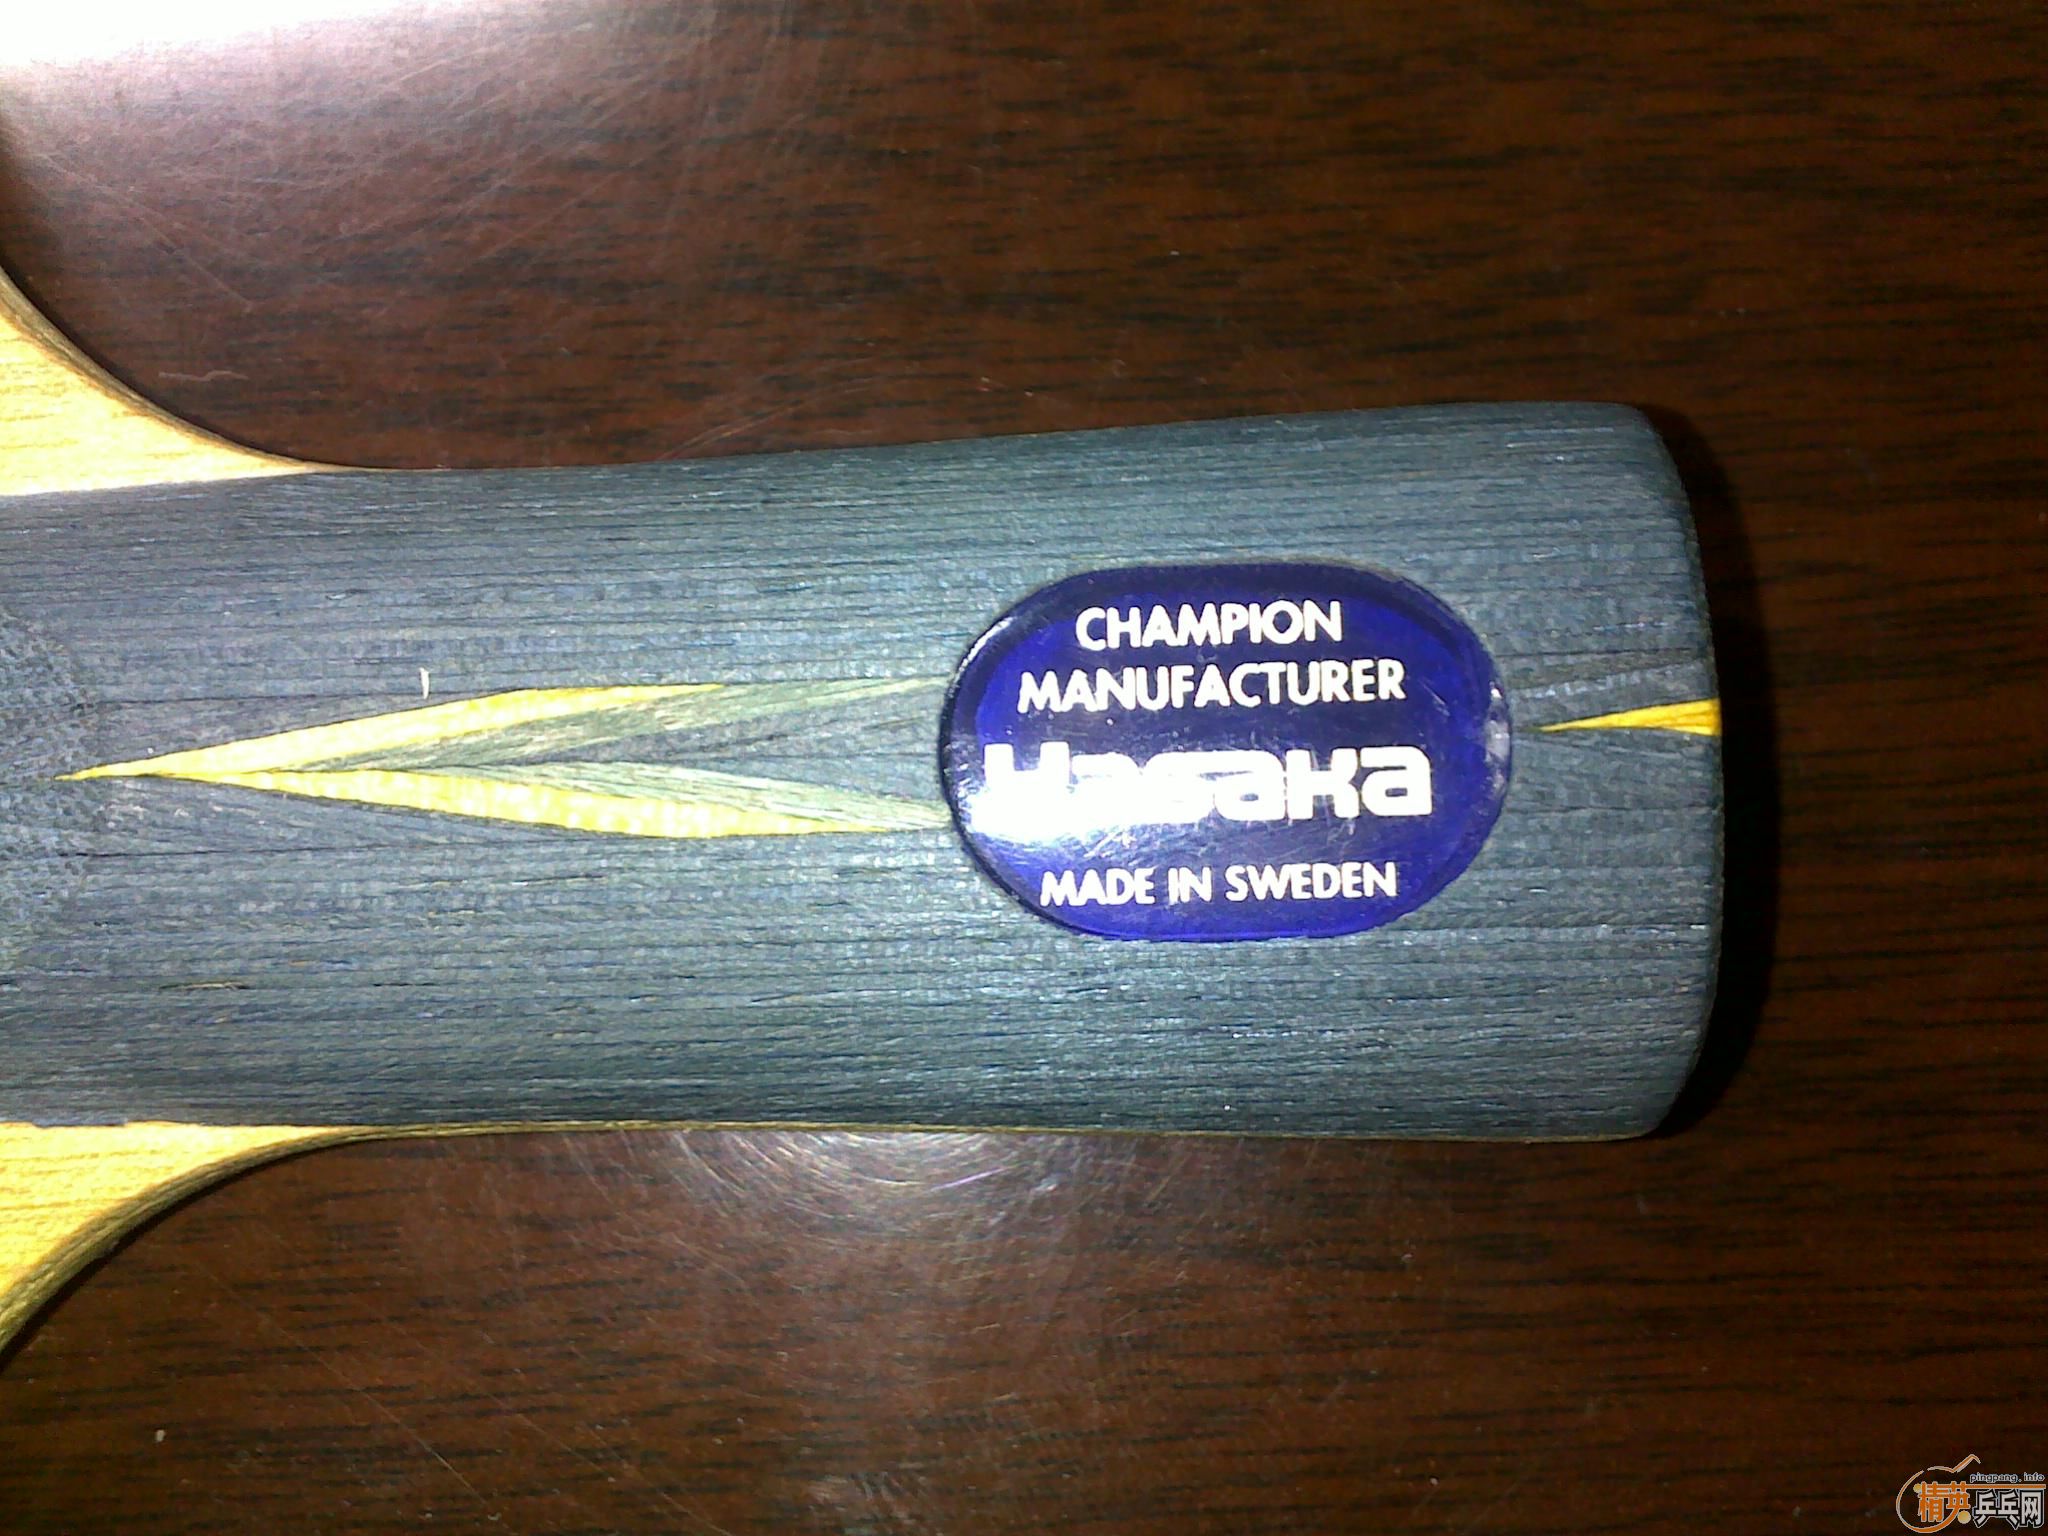 CHAMPION
MANUFACTURER
Yasaka
MADE IN SWEDEN
pingpang.info
精英乒乓网